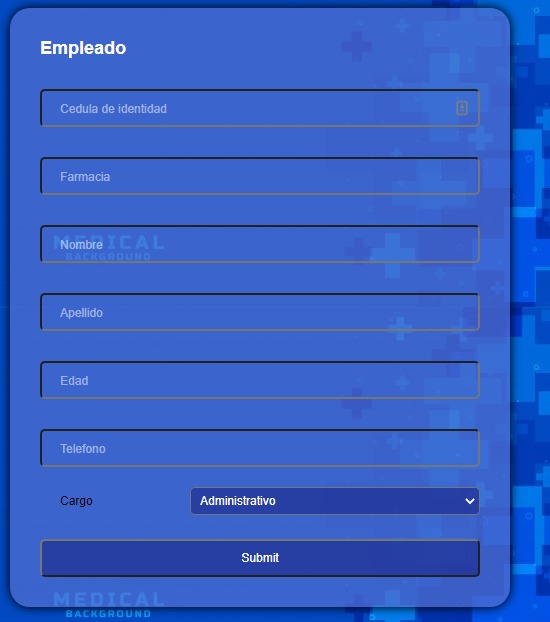 Empleado
Cedula de identidad
Farmacia
MEDICAL
Nombre
BACKGROUND
Apellido
Edad
Telefono
Cargo Administrativo
Submit
MEDICAL
BACKGROUND